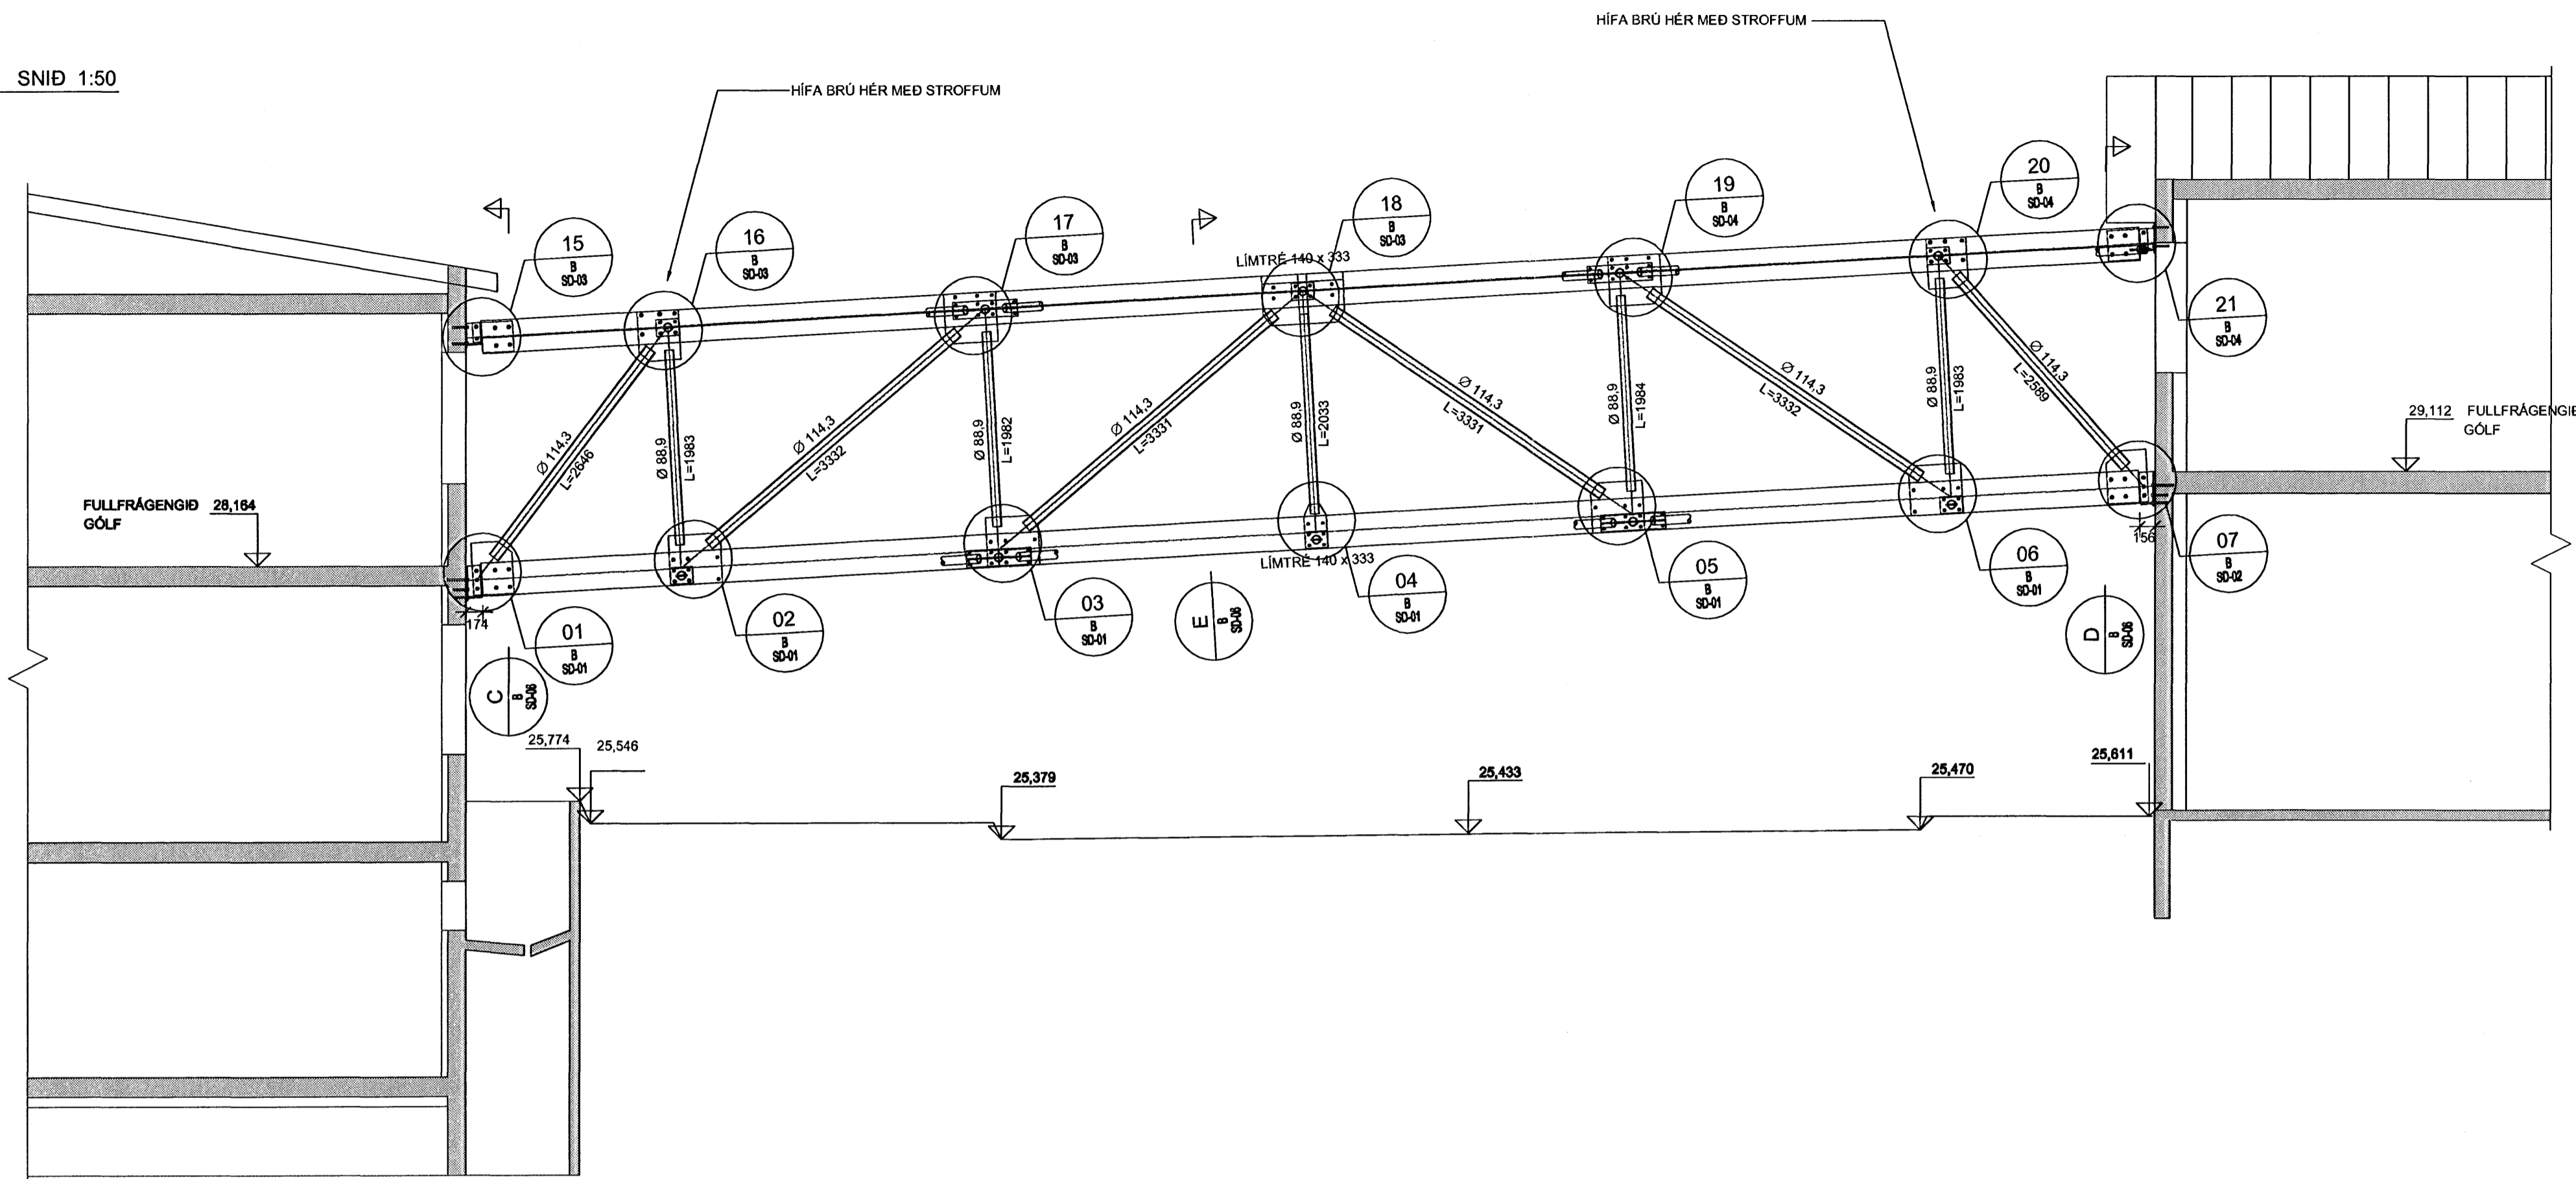 SNIÐ 1:50
HÍFA BRÚ HÉR MEÐ STROFFUM
HÍFA BRÚ HÉR MEÐ STROFFUM
15
B
SD-03
16
B
SD-03
17
B
SD-03
18
B
SD-03
19
B
SD-04
20
B
SD-04
21
B
SD-04
LÍMTRÉ 140 x 333
Ø 114,3
L=2646
Ø 88,9
L=1983
Ø 114,3
L=3332
Ø 88,9
L=1982
Ø 114,3
L=3331
Ø 88,9
L=2033
Ø 114,3
L=3331
Ø 88,9
L=1984
Ø 114,3
L=3332
Ø 88,9
L=1983
Ø 114,3
L=2589
FULLFRÁGENGIÐ 28,164
GÓLF
29,112 FULLFRÁGENGIÐ
GÓLF
LÍMTRÉ 140 x 333
174
156
01
B
SD-01
02
B
SD-01
03
B
SD-01
04
B
SD-01
05
B
SD-01
06
B
SD-01
07
B
SD-02
C
B
SD-06
E
B
SD-06
D
B
SD-06
25,774
25,546
25,379
25,433
25,470
25,611